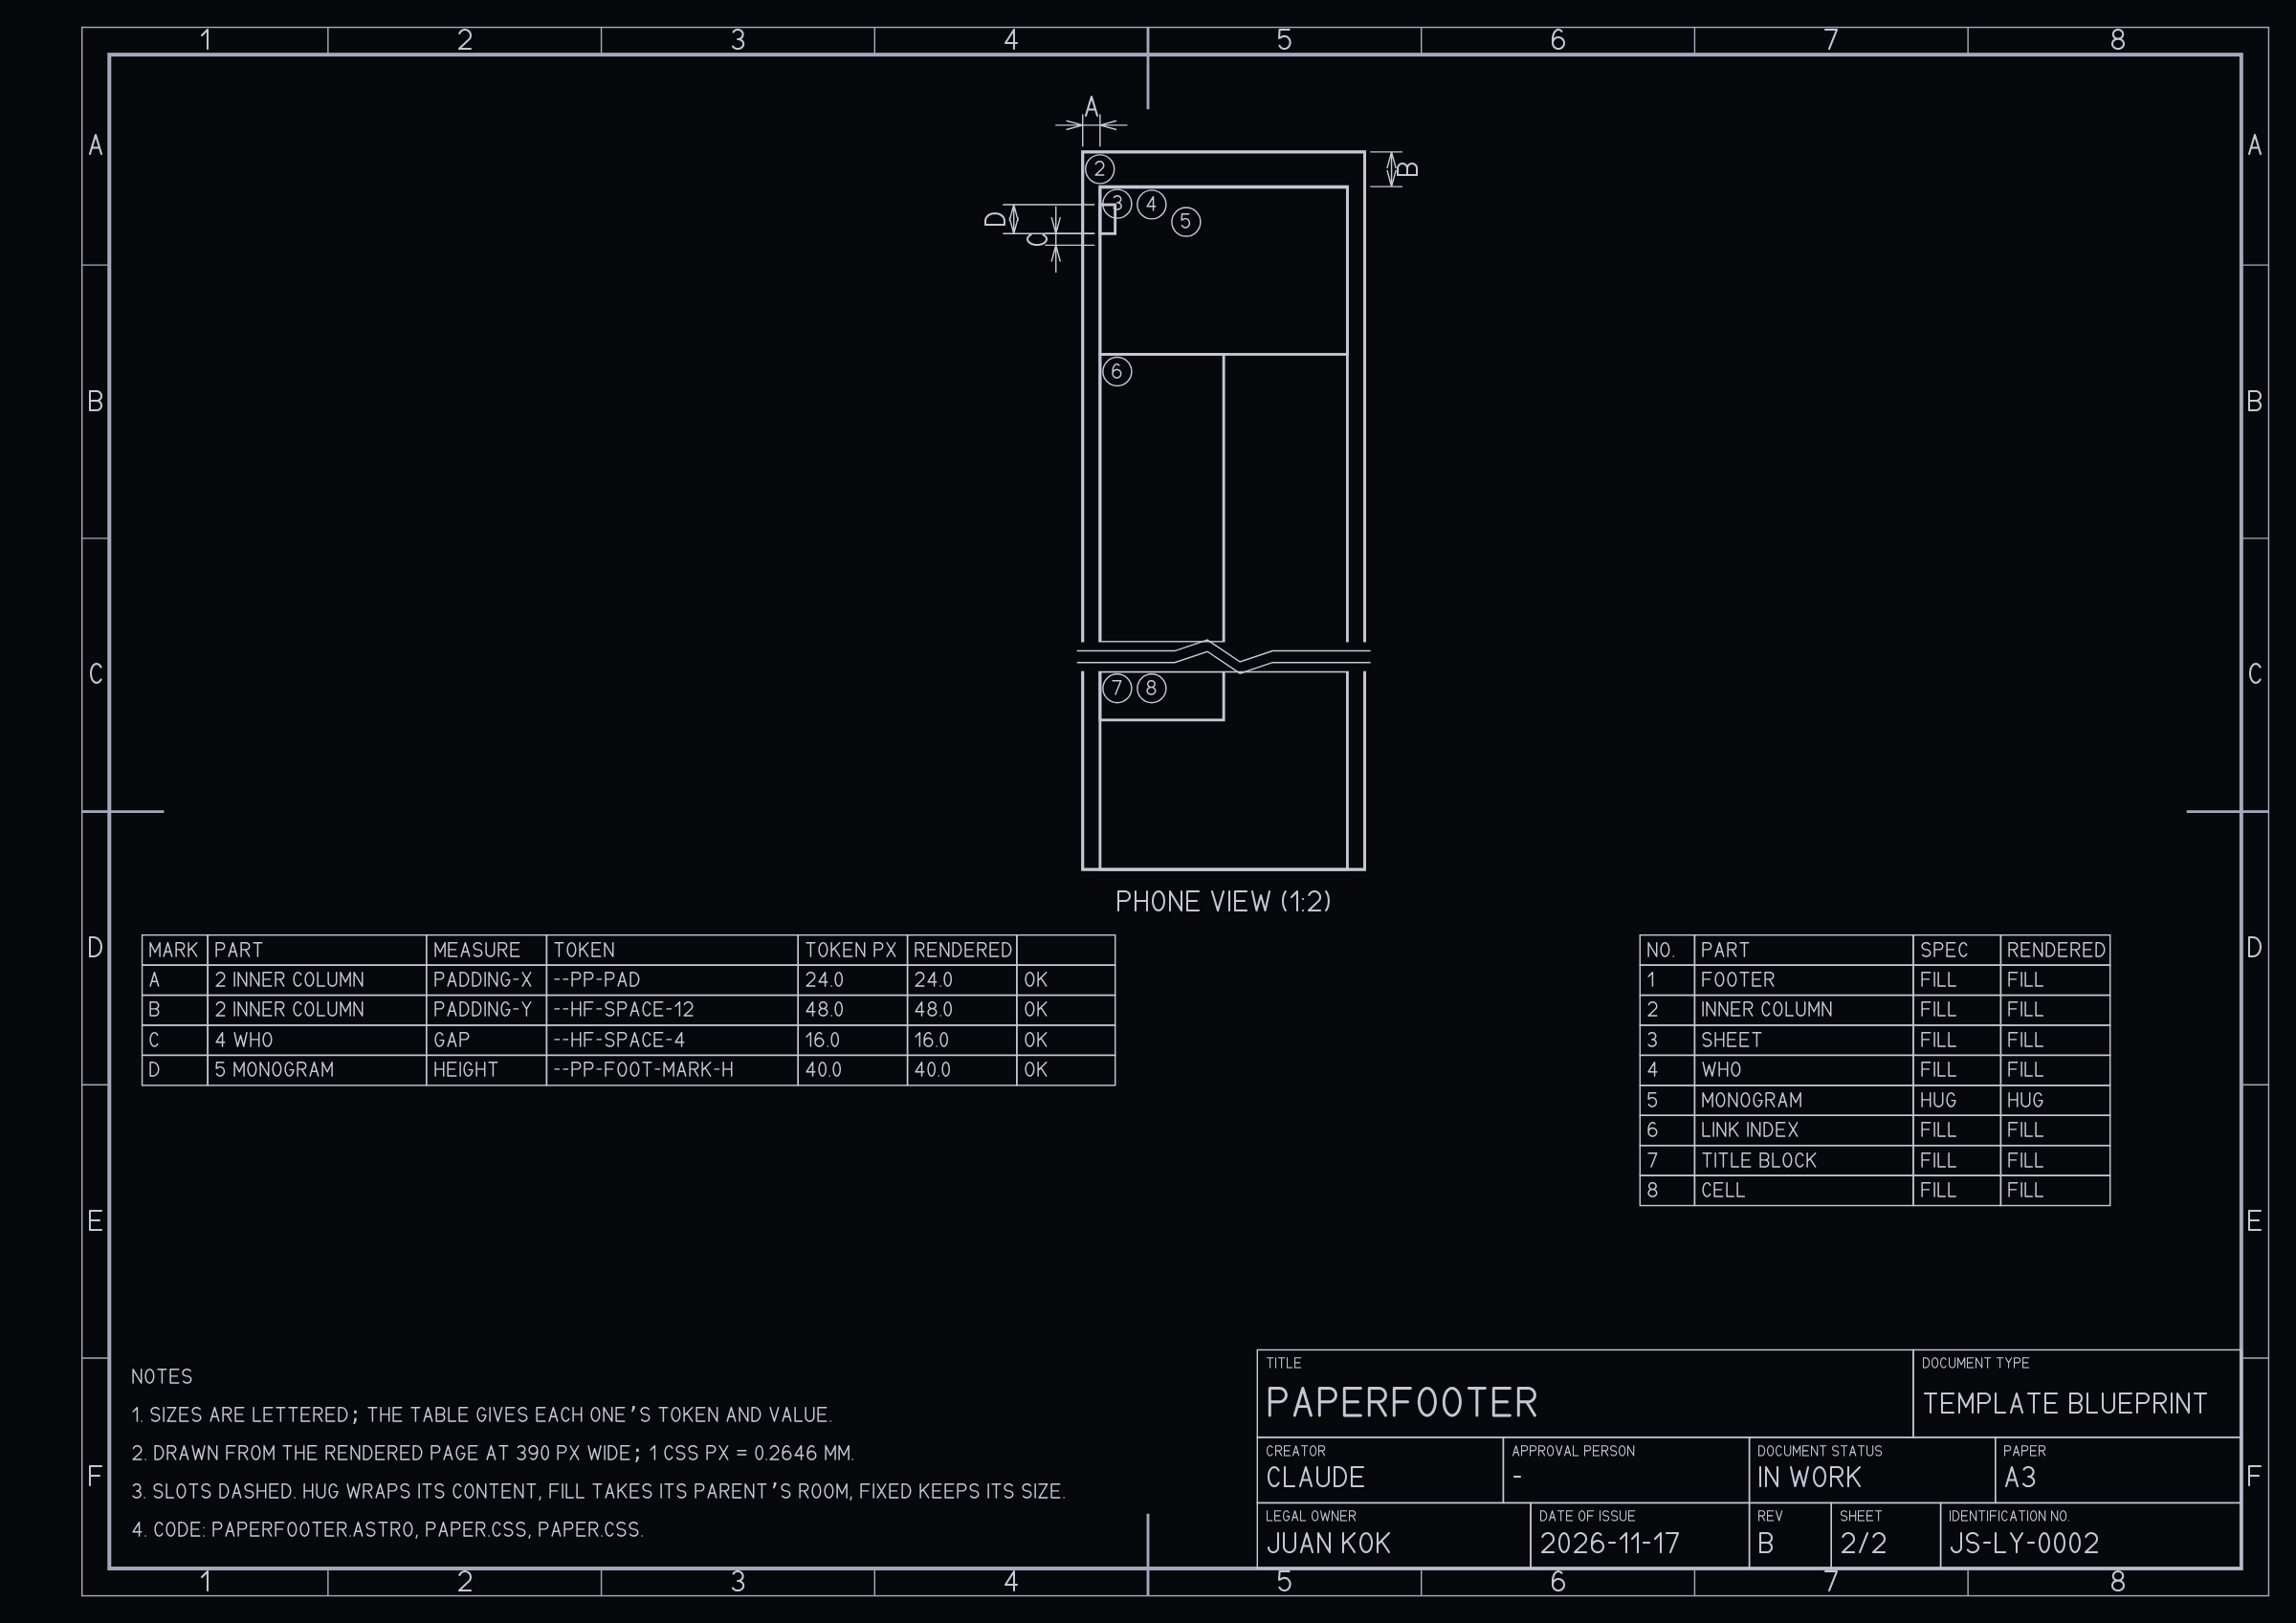 1 2 3 4 5 6 7 8
A A
B B
C C
D D
E E
F F
A
B
D
C
2
3 4
5
6
7 8
PHONE VIEW (1:2)
MARK PART MEASURE TOKEN TOKEN PX RENDERED
A 2 INNER COLUMN PADDING-X --PP-PAD 24.0 24.0 OK
B 2 INNER COLUMN PADDING-Y --HF-SPACE-12 48.0 48.0 OK
C 4 WHO GAP --HF-SPACE-4 16.0 16.0 OK
D 5 MONOGRAM HEIGHT --PP-FOOT-MARK-H 40.0 40.0 OK
NO. PART SPEC RENDERED
1 FOOTER FILL FILL
2 INNER COLUMN FILL FILL
3 SHEET FILL FILL
4 WHO FILL FILL
5 MONOGRAM HUG HUG
6 LINK INDEX FILL FILL
7 TITLE BLOCK FILL FILL
8 CELL FILL FILL
NOTES
1. SIZES ARE LETTERED; THE TABLE GIVES EACH ONE'S TOKEN AND VALUE.
2. DRAWN FROM THE RENDERED PAGE AT 390 PX WIDE; 1 CSS PX = 0.2646 MM.
3. SLOTS DASHED. HUG WRAPS ITS CONTENT, FILL TAKES ITS PARENT'S ROOM, FIXED KEEPS ITS SIZE.
4. CODE: PAPERFOOTER.ASTRO, PAPER.CSS, PAPER.CSS.
TITLE DOCUMENT TYPE
PAPERFOOTER TEMPLATE BLUEPRINT
CREATOR APPROVAL PERSON DOCUMENT STATUS PAPER
CLAUDE - IN WORK A3
LEGAL OWNER DATE OF ISSUE REV SHEET IDENTIFICATION NO.
JUAN KOK 2026-11-17 B 2/2 JS-LY-0002
1 2 3 4 5 6 7 8